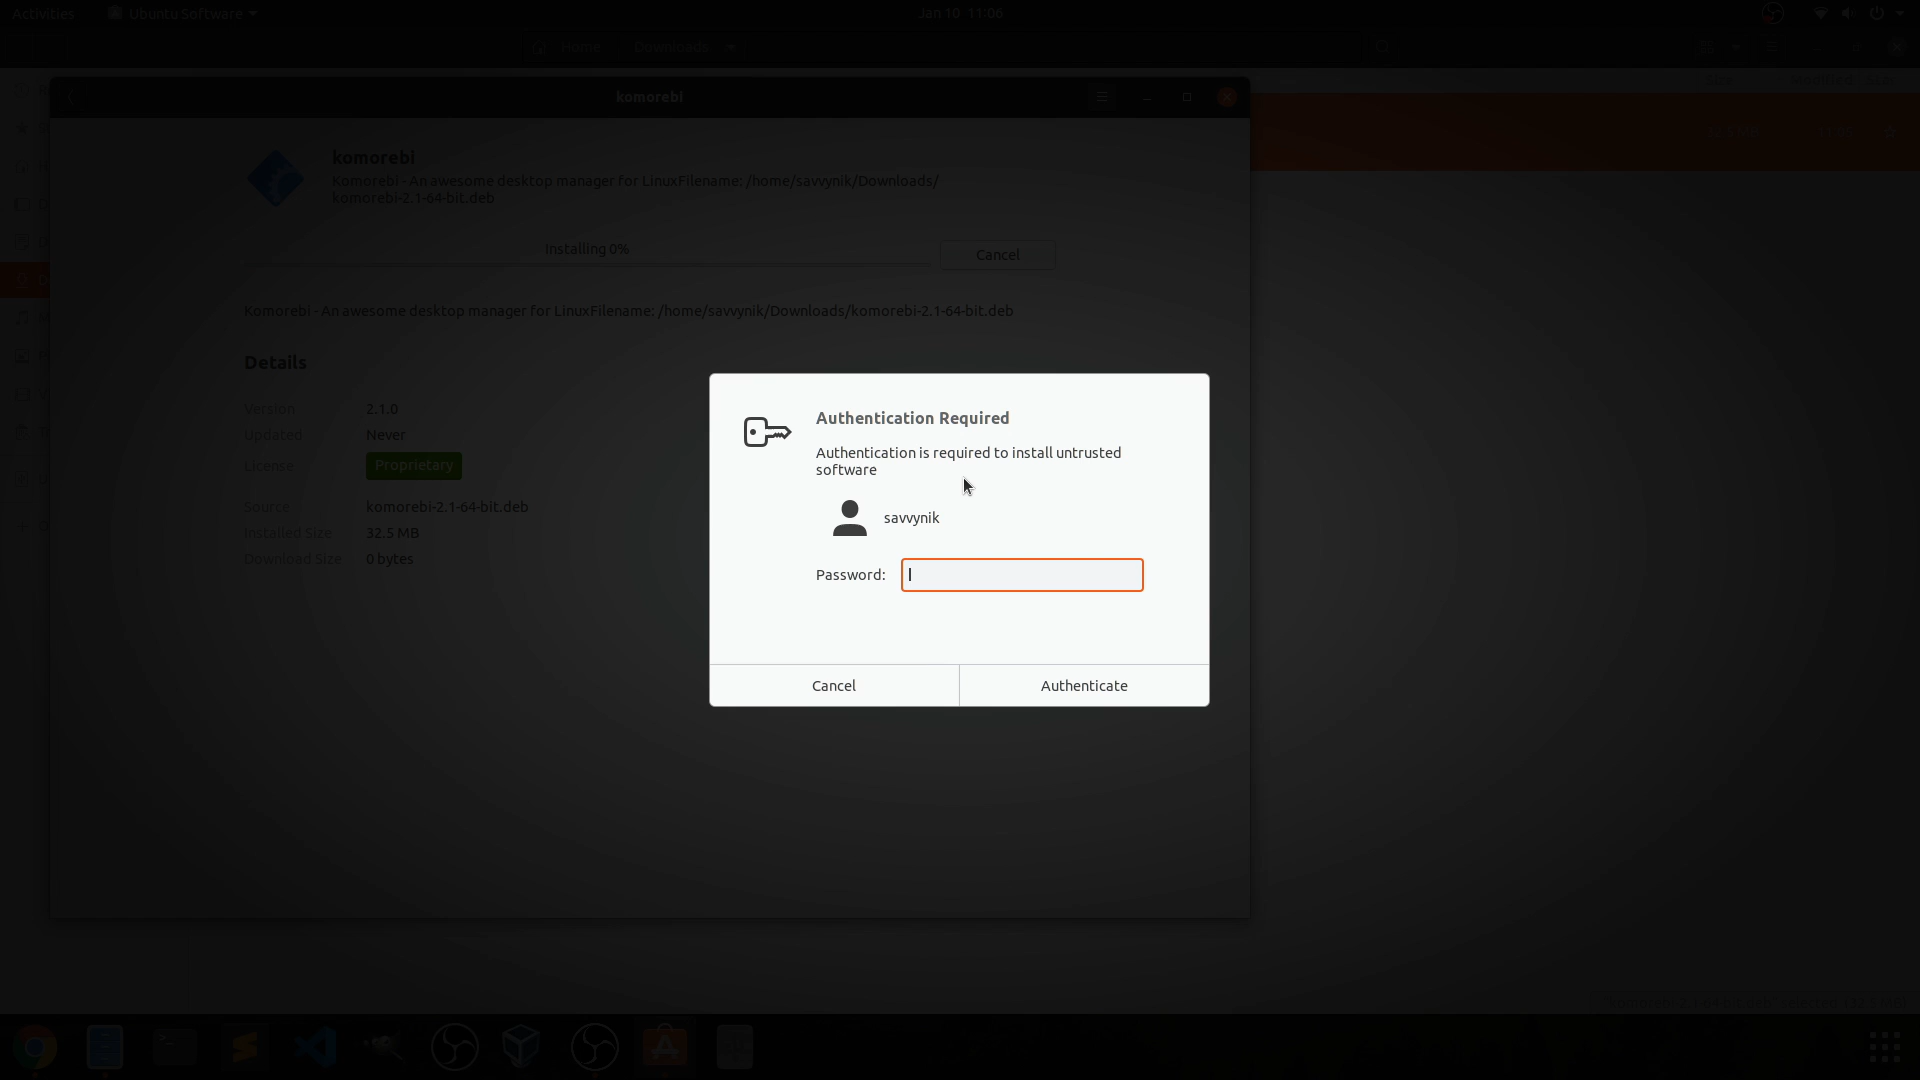 Activities
Ubuntu Software
Jan 10 11:06
Home
Downloads
komorebi
komorebi
Komorebi - An awesome desktop manager for LinuxFilename: /home/savvynik/Downloads/
komorebi-2.1-64-bit.deb
Installing 0%
Cancel
Komorebi - An awesome desktop manager for LinuxFilename: /home/savvynik/Downloads/komorebi-2.1-64-bit.deb
Details
Version 2.1.0
Updated Never
License Proprietary
Source komorebi-2.1-64-bit.deb
Installed Size 32.5 MB
Download Size 0 bytes
Authentication Required
Authentication is required to install untrusted
software
savvynik
Password:
Cancel
Authenticate